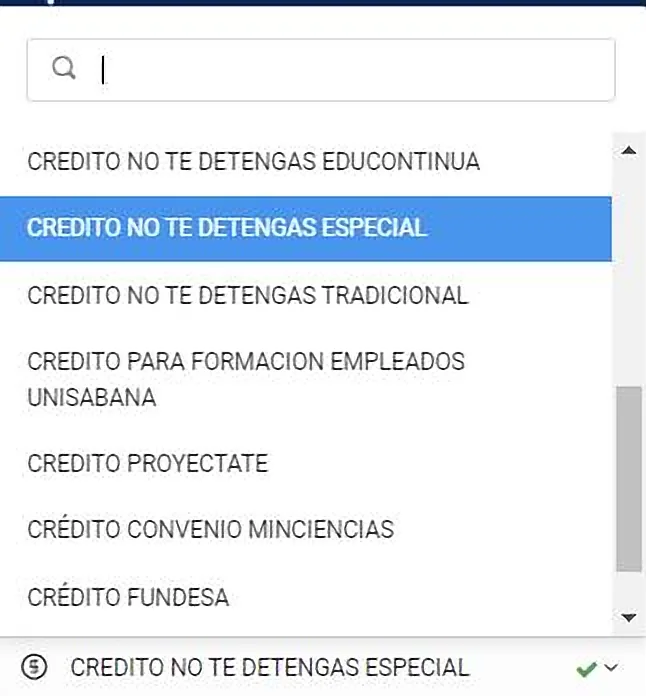 CREDITO NO TE DETENGAS EDUCONTINUA
CREDITO NO TE DETENGAS ESPECIAL
CREDITO NO TE DETENGAS TRADICIONAL
CREDITO PARA FORMACION EMPLEADOS
UNISABANA
CREDITO PROYECTATE
CRÉDITO CONVENIO MINCIENCIAS
CRÉDITO FUNDESA
CREDITO NO TE DETENGAS ESPECIAL